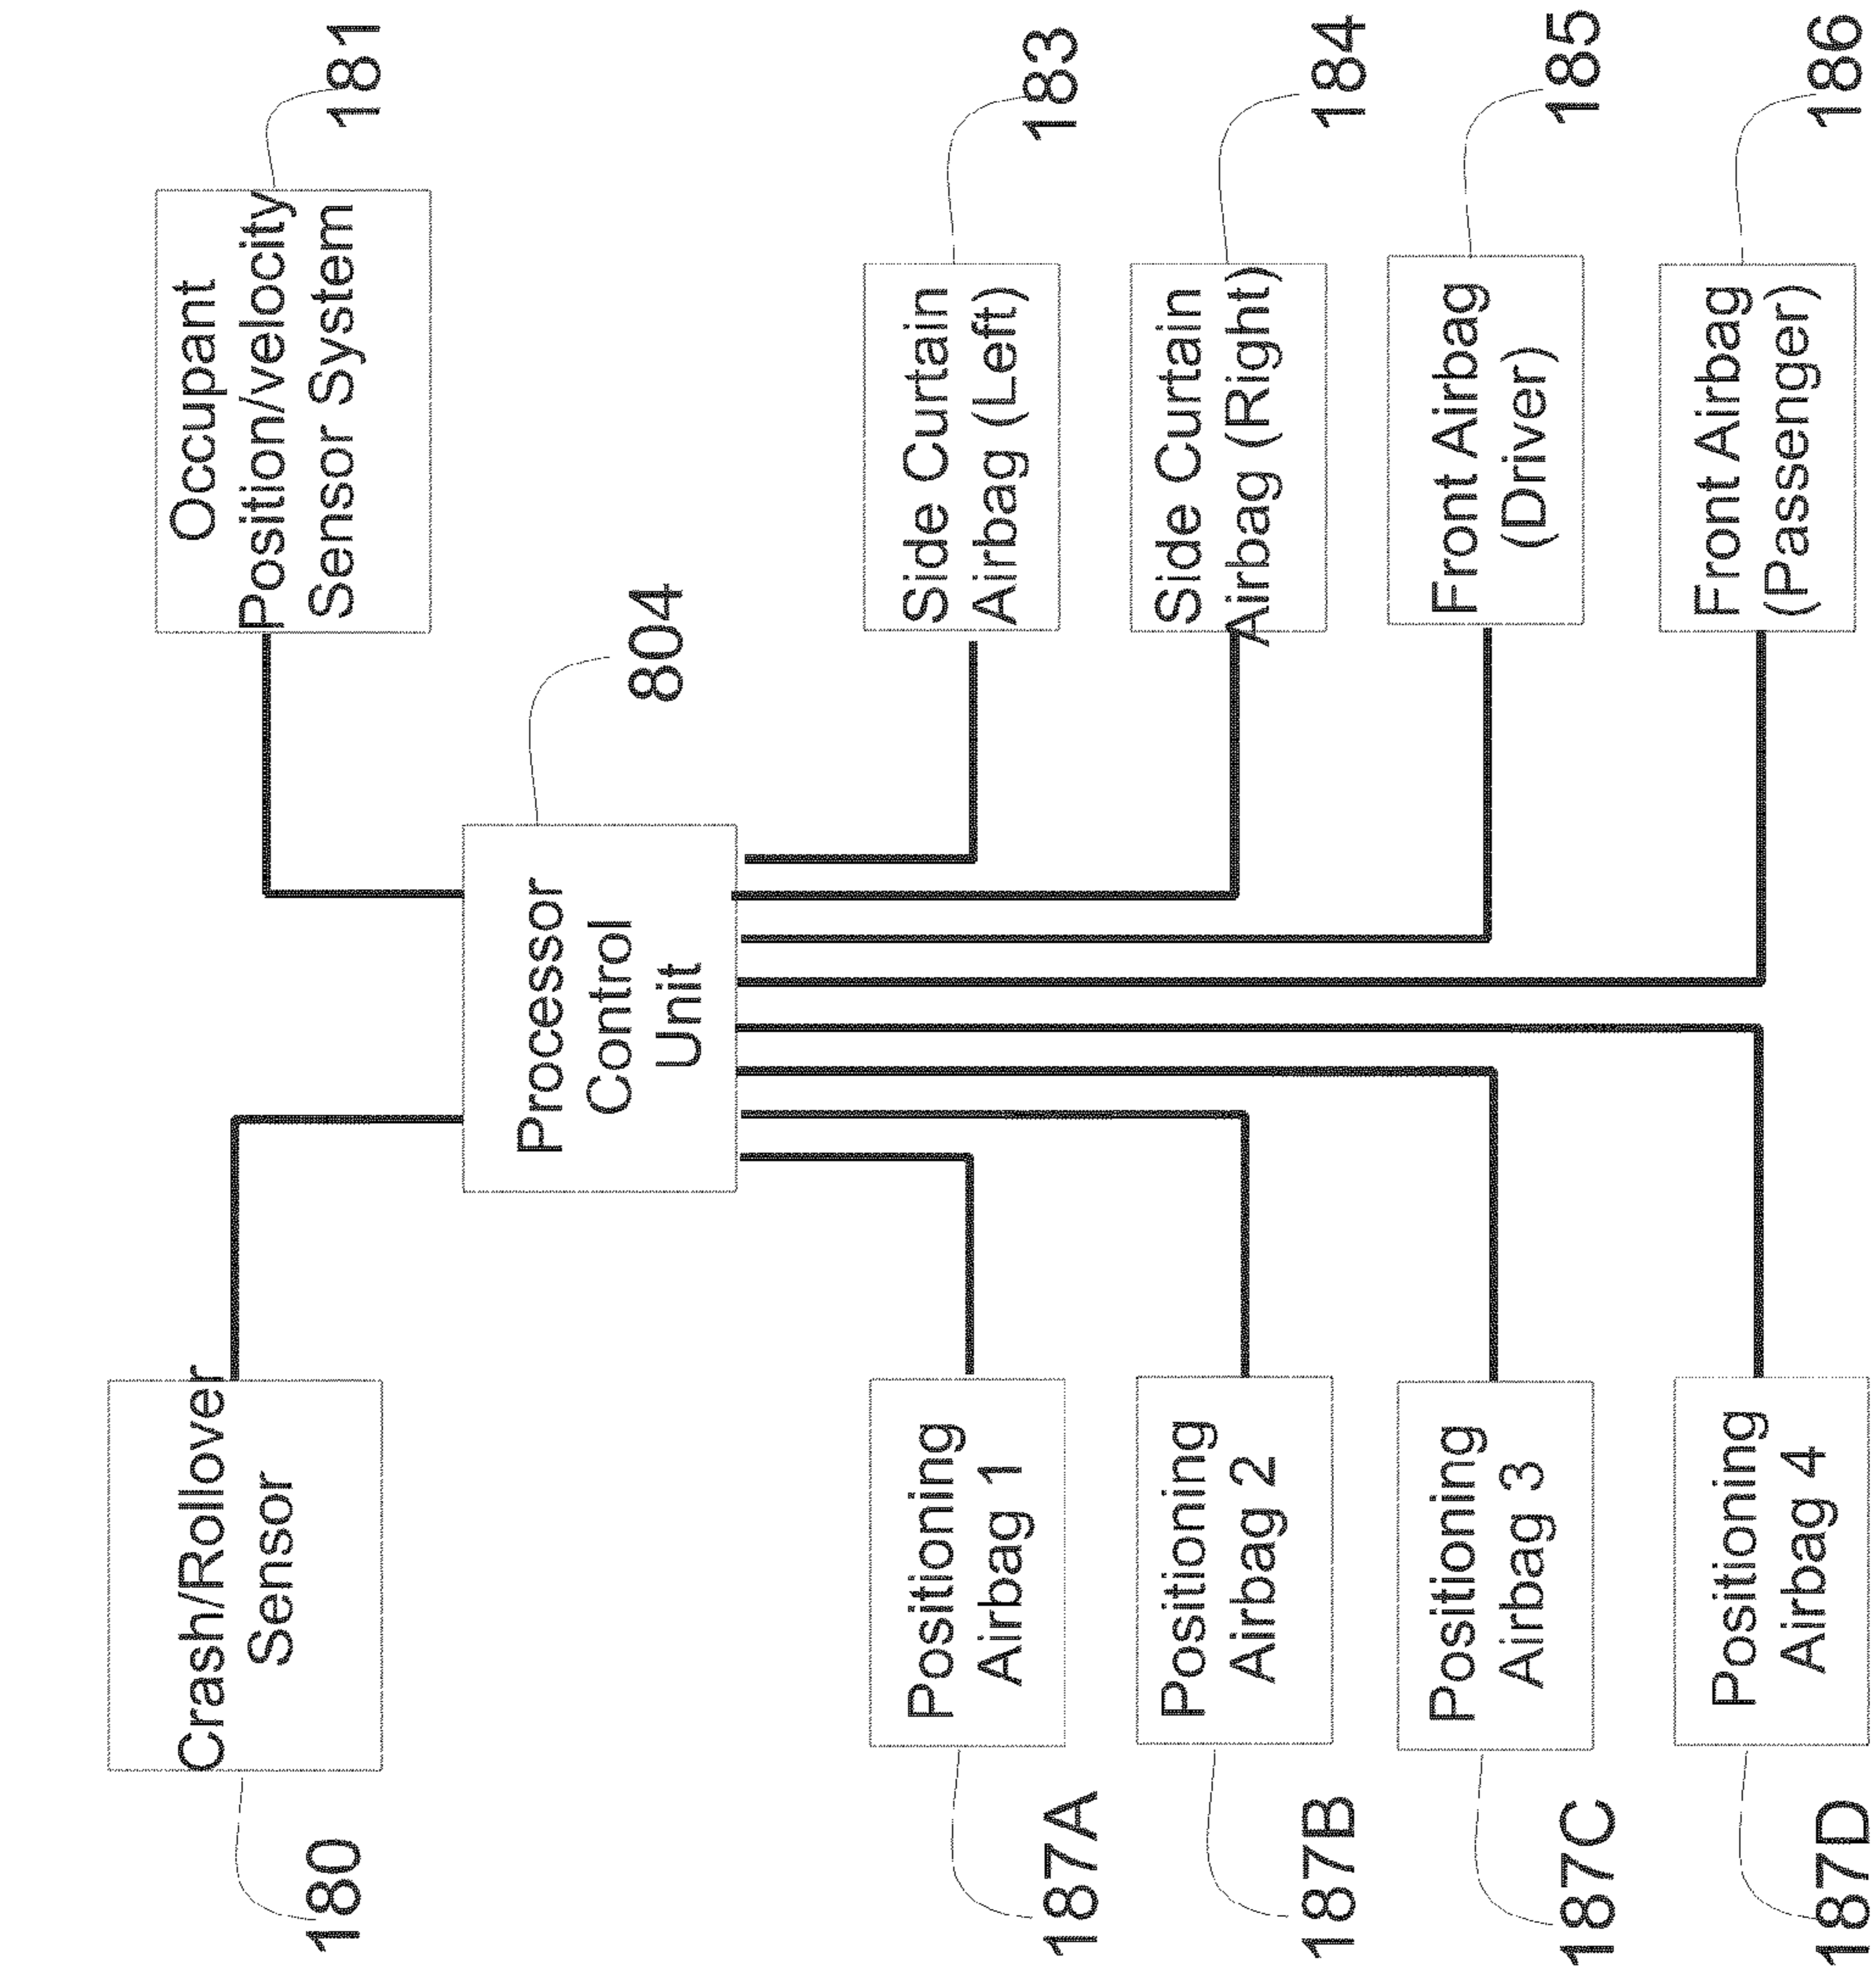 180
Crash/Rollover
Sensor
Occupant
Position/velocity
Sensor System
181
Processor
Control
Unit
804
187A
Positioning
Airbag 1
Side Curtain
Airbag (Left)
183
187B
Positioning
Airbag 2
Side Curtain
Airbag (Right)
184
187C
Positioning
Airbag 3
Front Airbag
(Driver)
185
187D
Positioning
Airbag 4
Front Airbag
(Passenger)
186